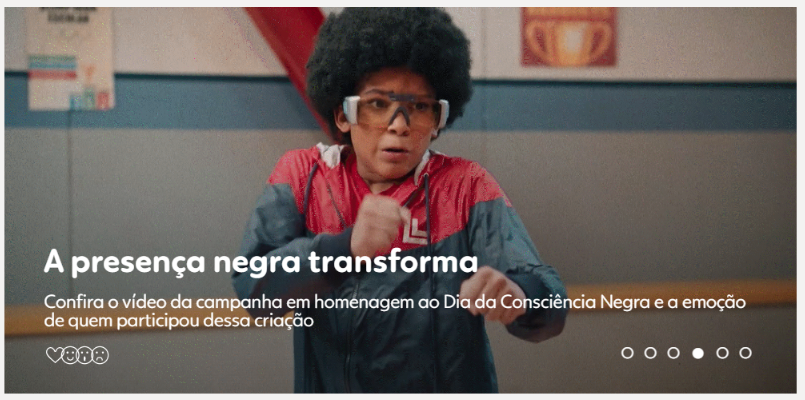 A presença negra transforma
Confira o vídeo da campanha em homenagem ao Dia da Consciência Negra e a emoção
de quem participou dessa criação